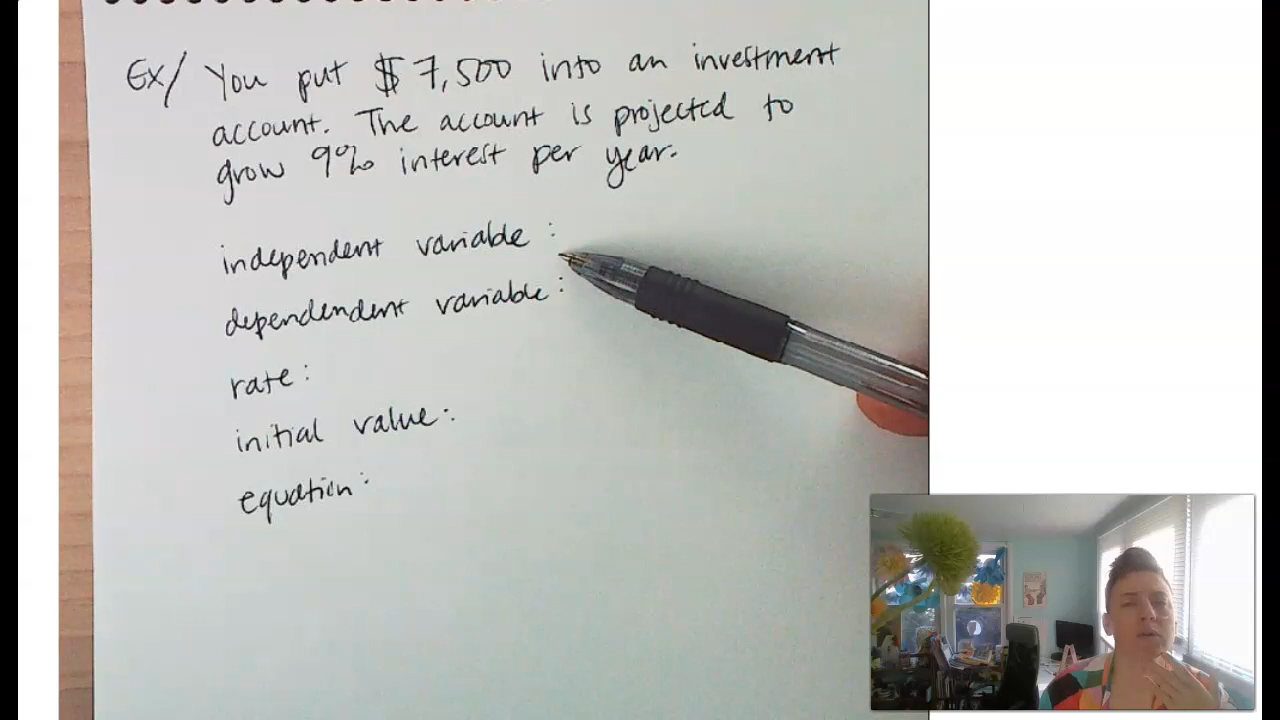 Ex/ You put $7,500 into an investment
account. The account is projected to
grow 9% interest per year.
independent variable:
dependendent variable:
rate:
initial value:
equation: